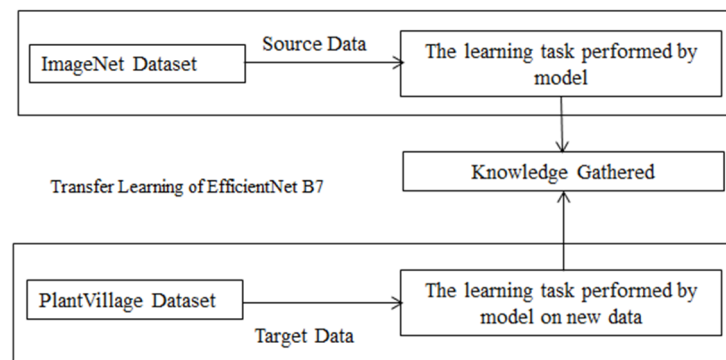 Source Data
ImageNet Dataset
The learning task performed by
model
Knowledge Gathered
Transfer Learning of EfficientNet B7
PlantVillage Dataset
The learning task performed by
model on new data
Target Data